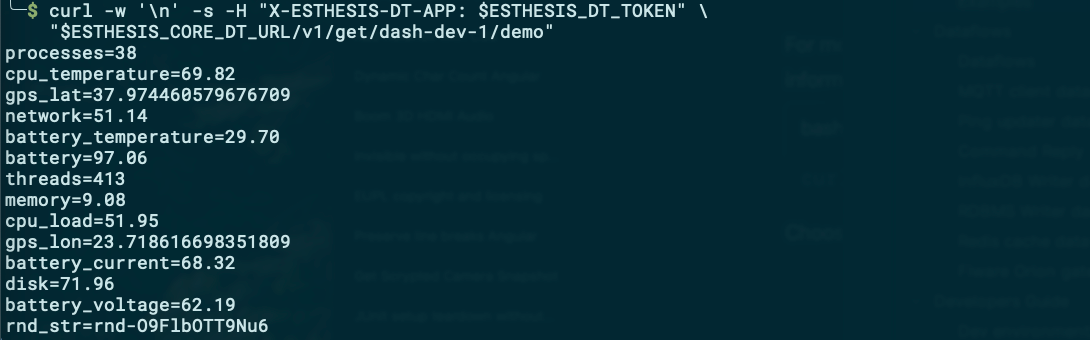 $ curl -w '\n' -s -H "X-ESTHESIS-DT-APP: $ESTHESIS_DT_TOKEN" \
"$ESTHESIS_CORE_DT_URL/v1/get/dash-dev-1/demo"
processes=38
cpu_temperature=69.82
gps_lat=37.974460579676709
network=51.14
battery_temperature=29.70
battery=97.06
threads=413
memory=9.08
cpu_load=51.95
gps_lon=23.718616698351809
battery_current=68.32
disk=71.96
battery_voltage=62.19
rnd_str=rnd-O9FlbOTT9Nu6